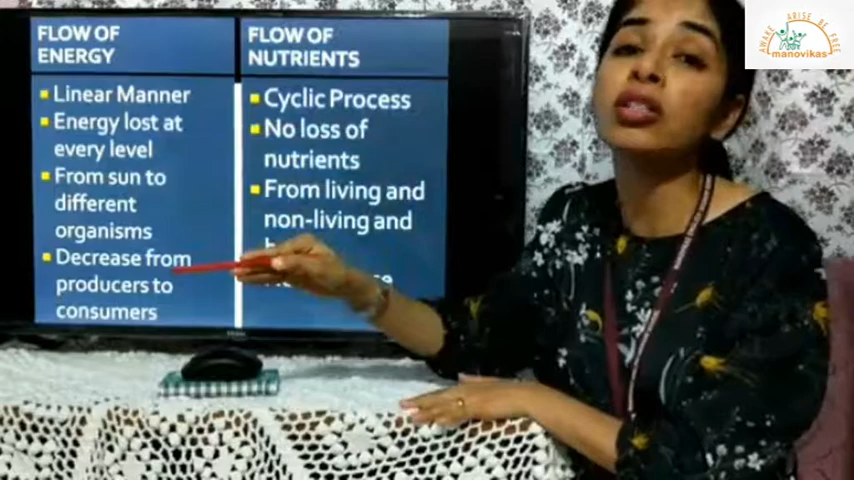 FLOW OF
ENERGY
Linear Manner
Energy lost at
every level
From sun to
different
organisms
Decrease from
producers to
consumers
FLOW OF
NUTRIENTS
Cyclic Process
No loss of
nutrients
From living and
non-living and
AWAKE ARISE BE FREE
manovikas